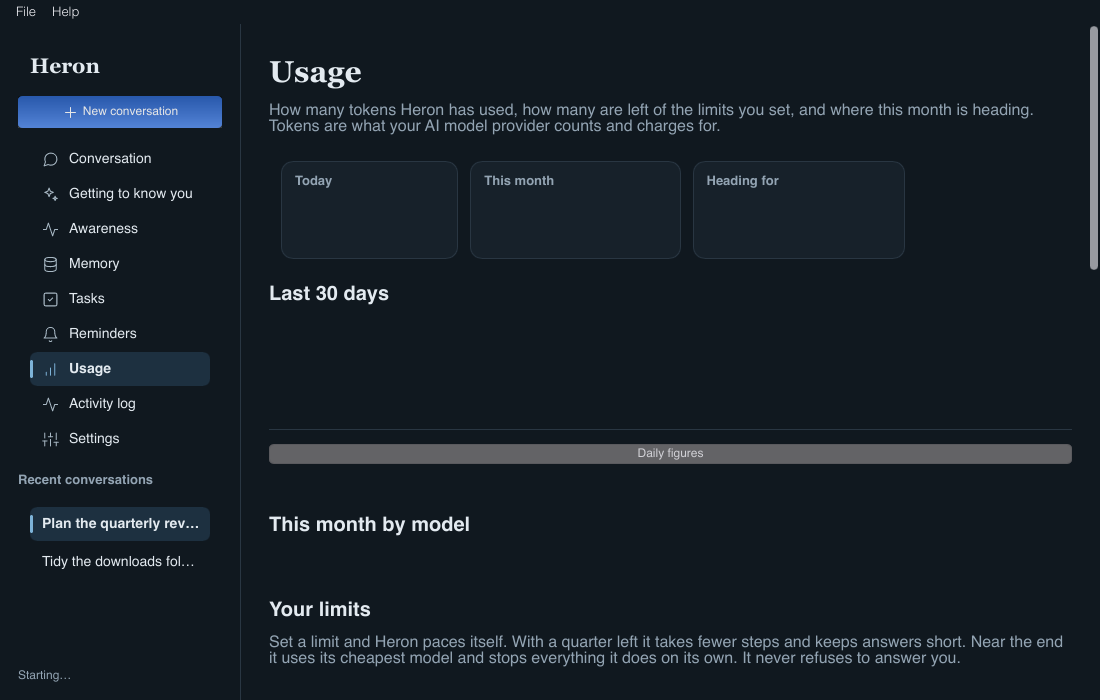 File Help
Heron
New conversation
Conversation
Getting to know you
Awareness
Memory
Tasks
Reminders
Usage
Activity log
Settings
Recent conversations
Plan the quarterly rev…
Tidy the downloads fol…
Starting…
Usage
How many tokens Heron has used, how many are left of the limits you set, and where this month is heading.
Tokens are what your AI model provider counts and charges for.
Today
This month
Heading for
Last 30 days
Daily figures
This month by model
Your limits
Set a limit and Heron paces itself. With a quarter left it takes fewer steps and keeps answers short. Near the end
it uses its cheapest model and stops everything it does on its own. It never refuses to answer you.